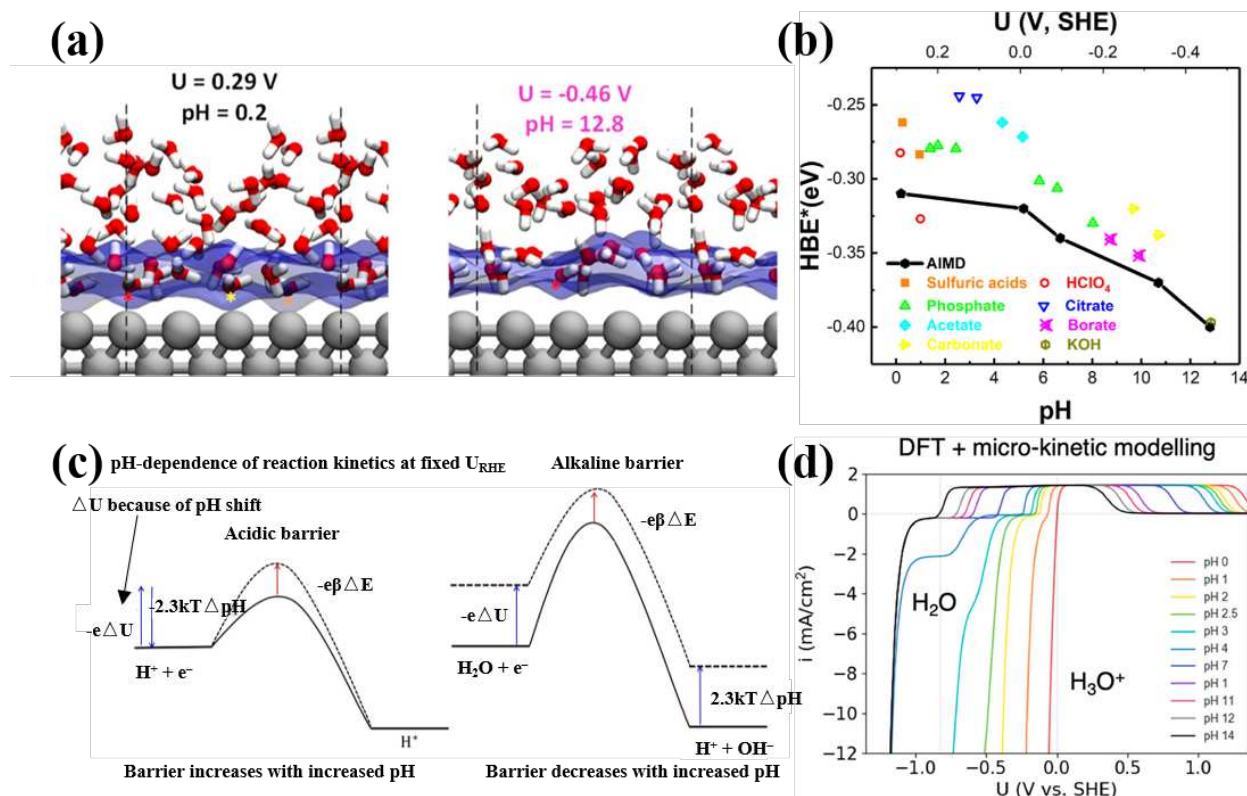 (a)
U = 0.29 V
pH = 0.2
U = -0.46 V
pH = 12.8
(b)
U (V, SHE)
0.2 0.0 -0.2 -0.4
HBE*(eV)
-0.25
-0.30
-0.35
-0.40
AIMD
Sulfuric acids HClO₄
Phosphate Citrate
Acetate Borate
Carbonate KOH
0 2 4 6 8 10 12 14
pH
(c)
pH-dependence of reaction kinetics at fixed U_RHE
Alkaline barrier
△U because of pH shift
Acidic barrier
-eβ△E
-eβ△E
-2.3kT△pH
-e△U
-e△U
H⁺ + e⁻
H₂O + e⁻
2.3kT△pH
H*
H⁺ + OH⁻
Barrier increases with increased pH
Barrier decreases with increased pH
(d)
DFT + micro-kinetic modelling
i (mA/cm²)
2
0
−2
−4
−6
−8
−10
−12
H₂O
H₃O⁺
pH 0
pH 1
pH 2
pH 2.5
pH 3
pH 4
pH 7
pH 1
pH 11
pH 12
pH 14
−1.0 −0.5 0.0 0.5 1.0
U (V vs. SHE)